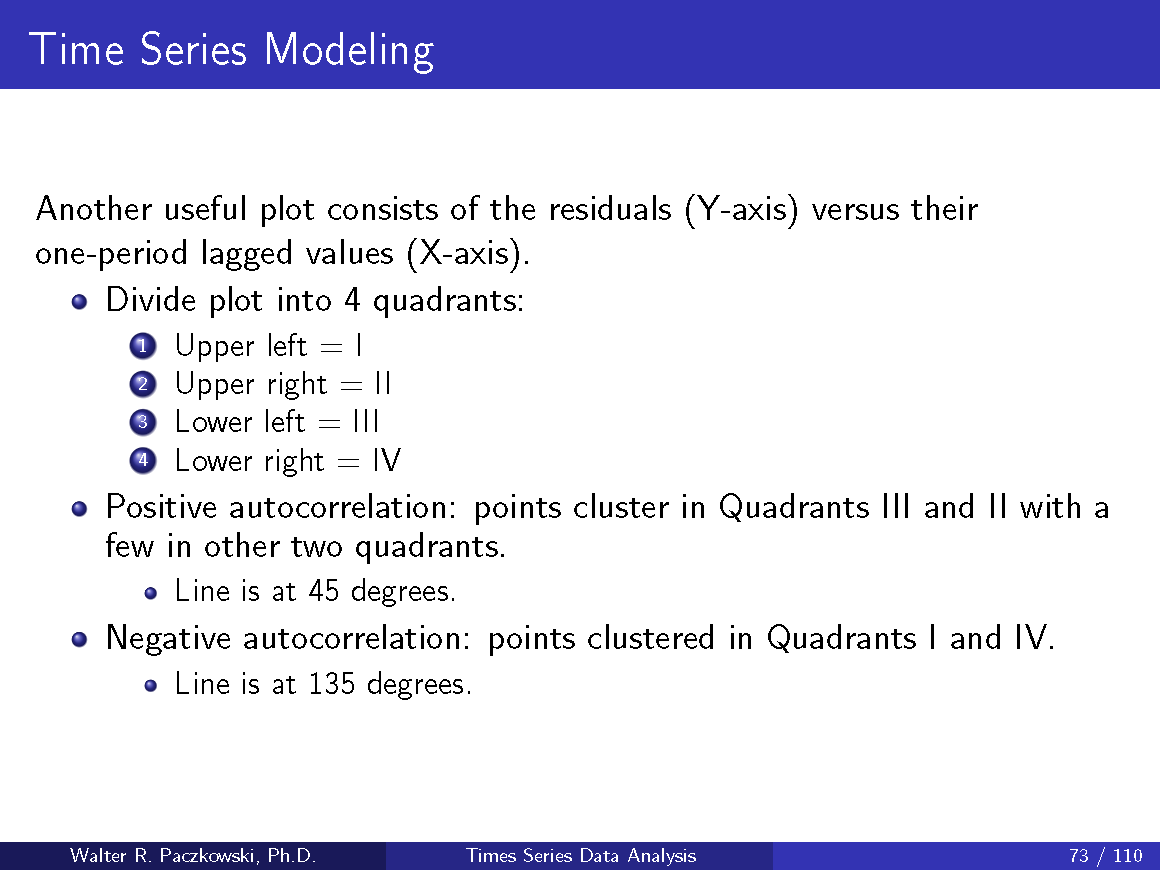 Time Series Modeling
Another useful plot consists of the residuals (Y-axis) versus their
one-period lagged values (X-axis).
Divide plot into 4 quadrants:
1 Upper left = I
2 Upper right = II
3 Lower left = III
4 Lower right = IV
Positive autocorrelation: points cluster in Quadrants III and II with a
few in other two quadrants.
Line is at 45 degrees.
Negative autocorrelation: points clustered in Quadrants I and IV.
Line is at 135 degrees.
Walter R. Paczkowski, Ph.D. Times Series Data Analysis 73 / 110